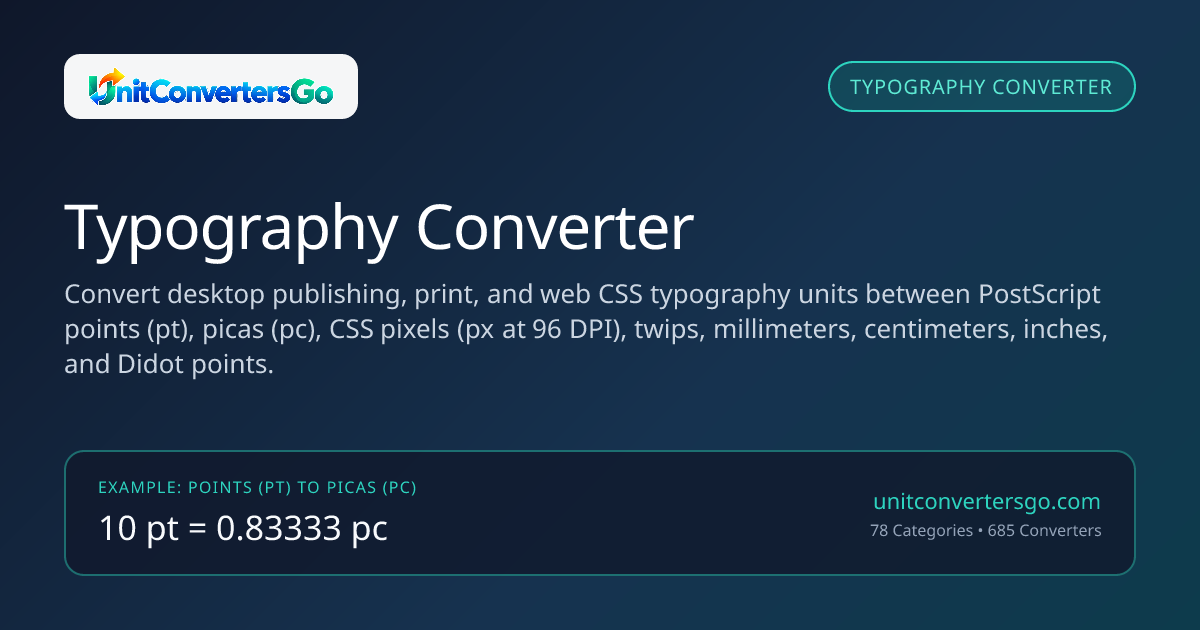 UnitConvertersGo
TYPOGRAPHY CONVERTER
Typography Converter
Convert desktop publishing, print, and web CSS typography units between PostScript
points (pt), picas (pc), CSS pixels (px at 96 DPI), twips, millimeters, centimeters, inches,
and Didot points.
EXAMPLE: POINTS (PT) TO PICAS (PC)
10 pt = 0.83333 pc
unitconvertersgo.com
78 Categories • 685 Converters